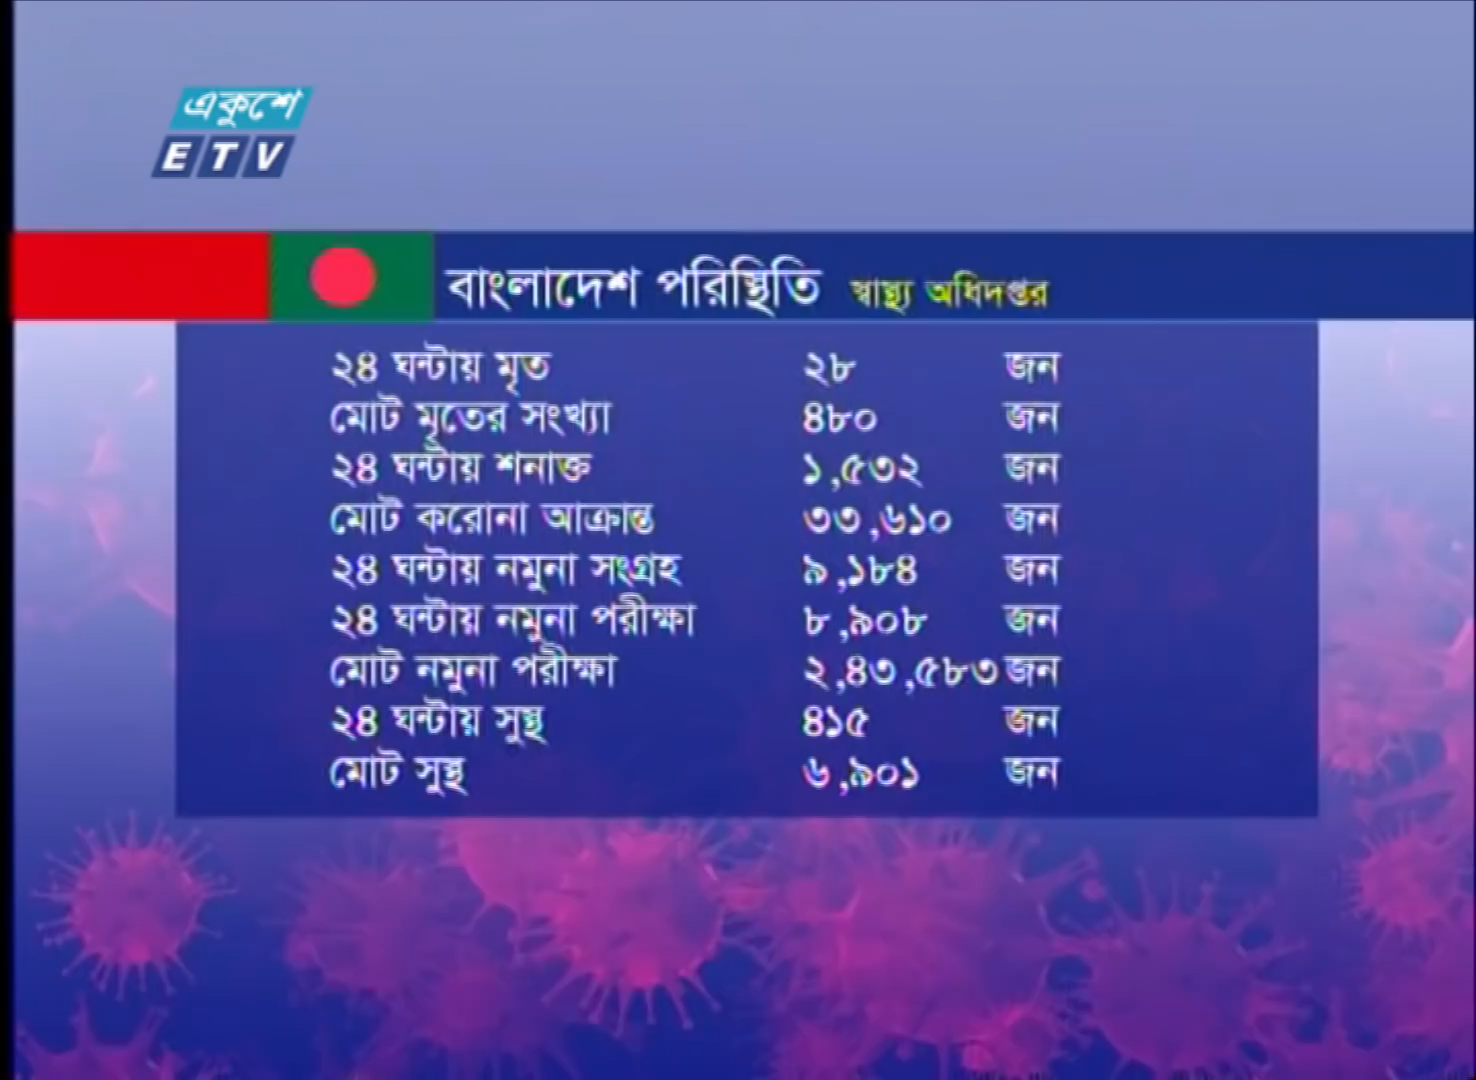 একুশে
ETV
বাংলাদেশ পরিস্থিতি স্বাস্থ্য অধিদপ্তর
২৪ ঘন্টায় মৃত ২৮ জন
মোট মৃতের সংখ্যা ৪৮০ জন
২৪ ঘন্টায় শনাক্ত ১,৫৩২ জন
মোট করোনা আক্রান্ত ৩৩,৬১০ জন
২৪ ঘন্টায় নমুনা সংগ্রহ ৯,১৮৪ জন
২৪ ঘন্টায় নমুনা পরীক্ষা ৮,৯০৮ জন
মোট নমুনা পরীক্ষা ২,৪৩,৫৮৩ জন
২৪ ঘন্টায় সুস্থ ৪১৫ জন
মোট সুস্থ ৬,৯০১ জন